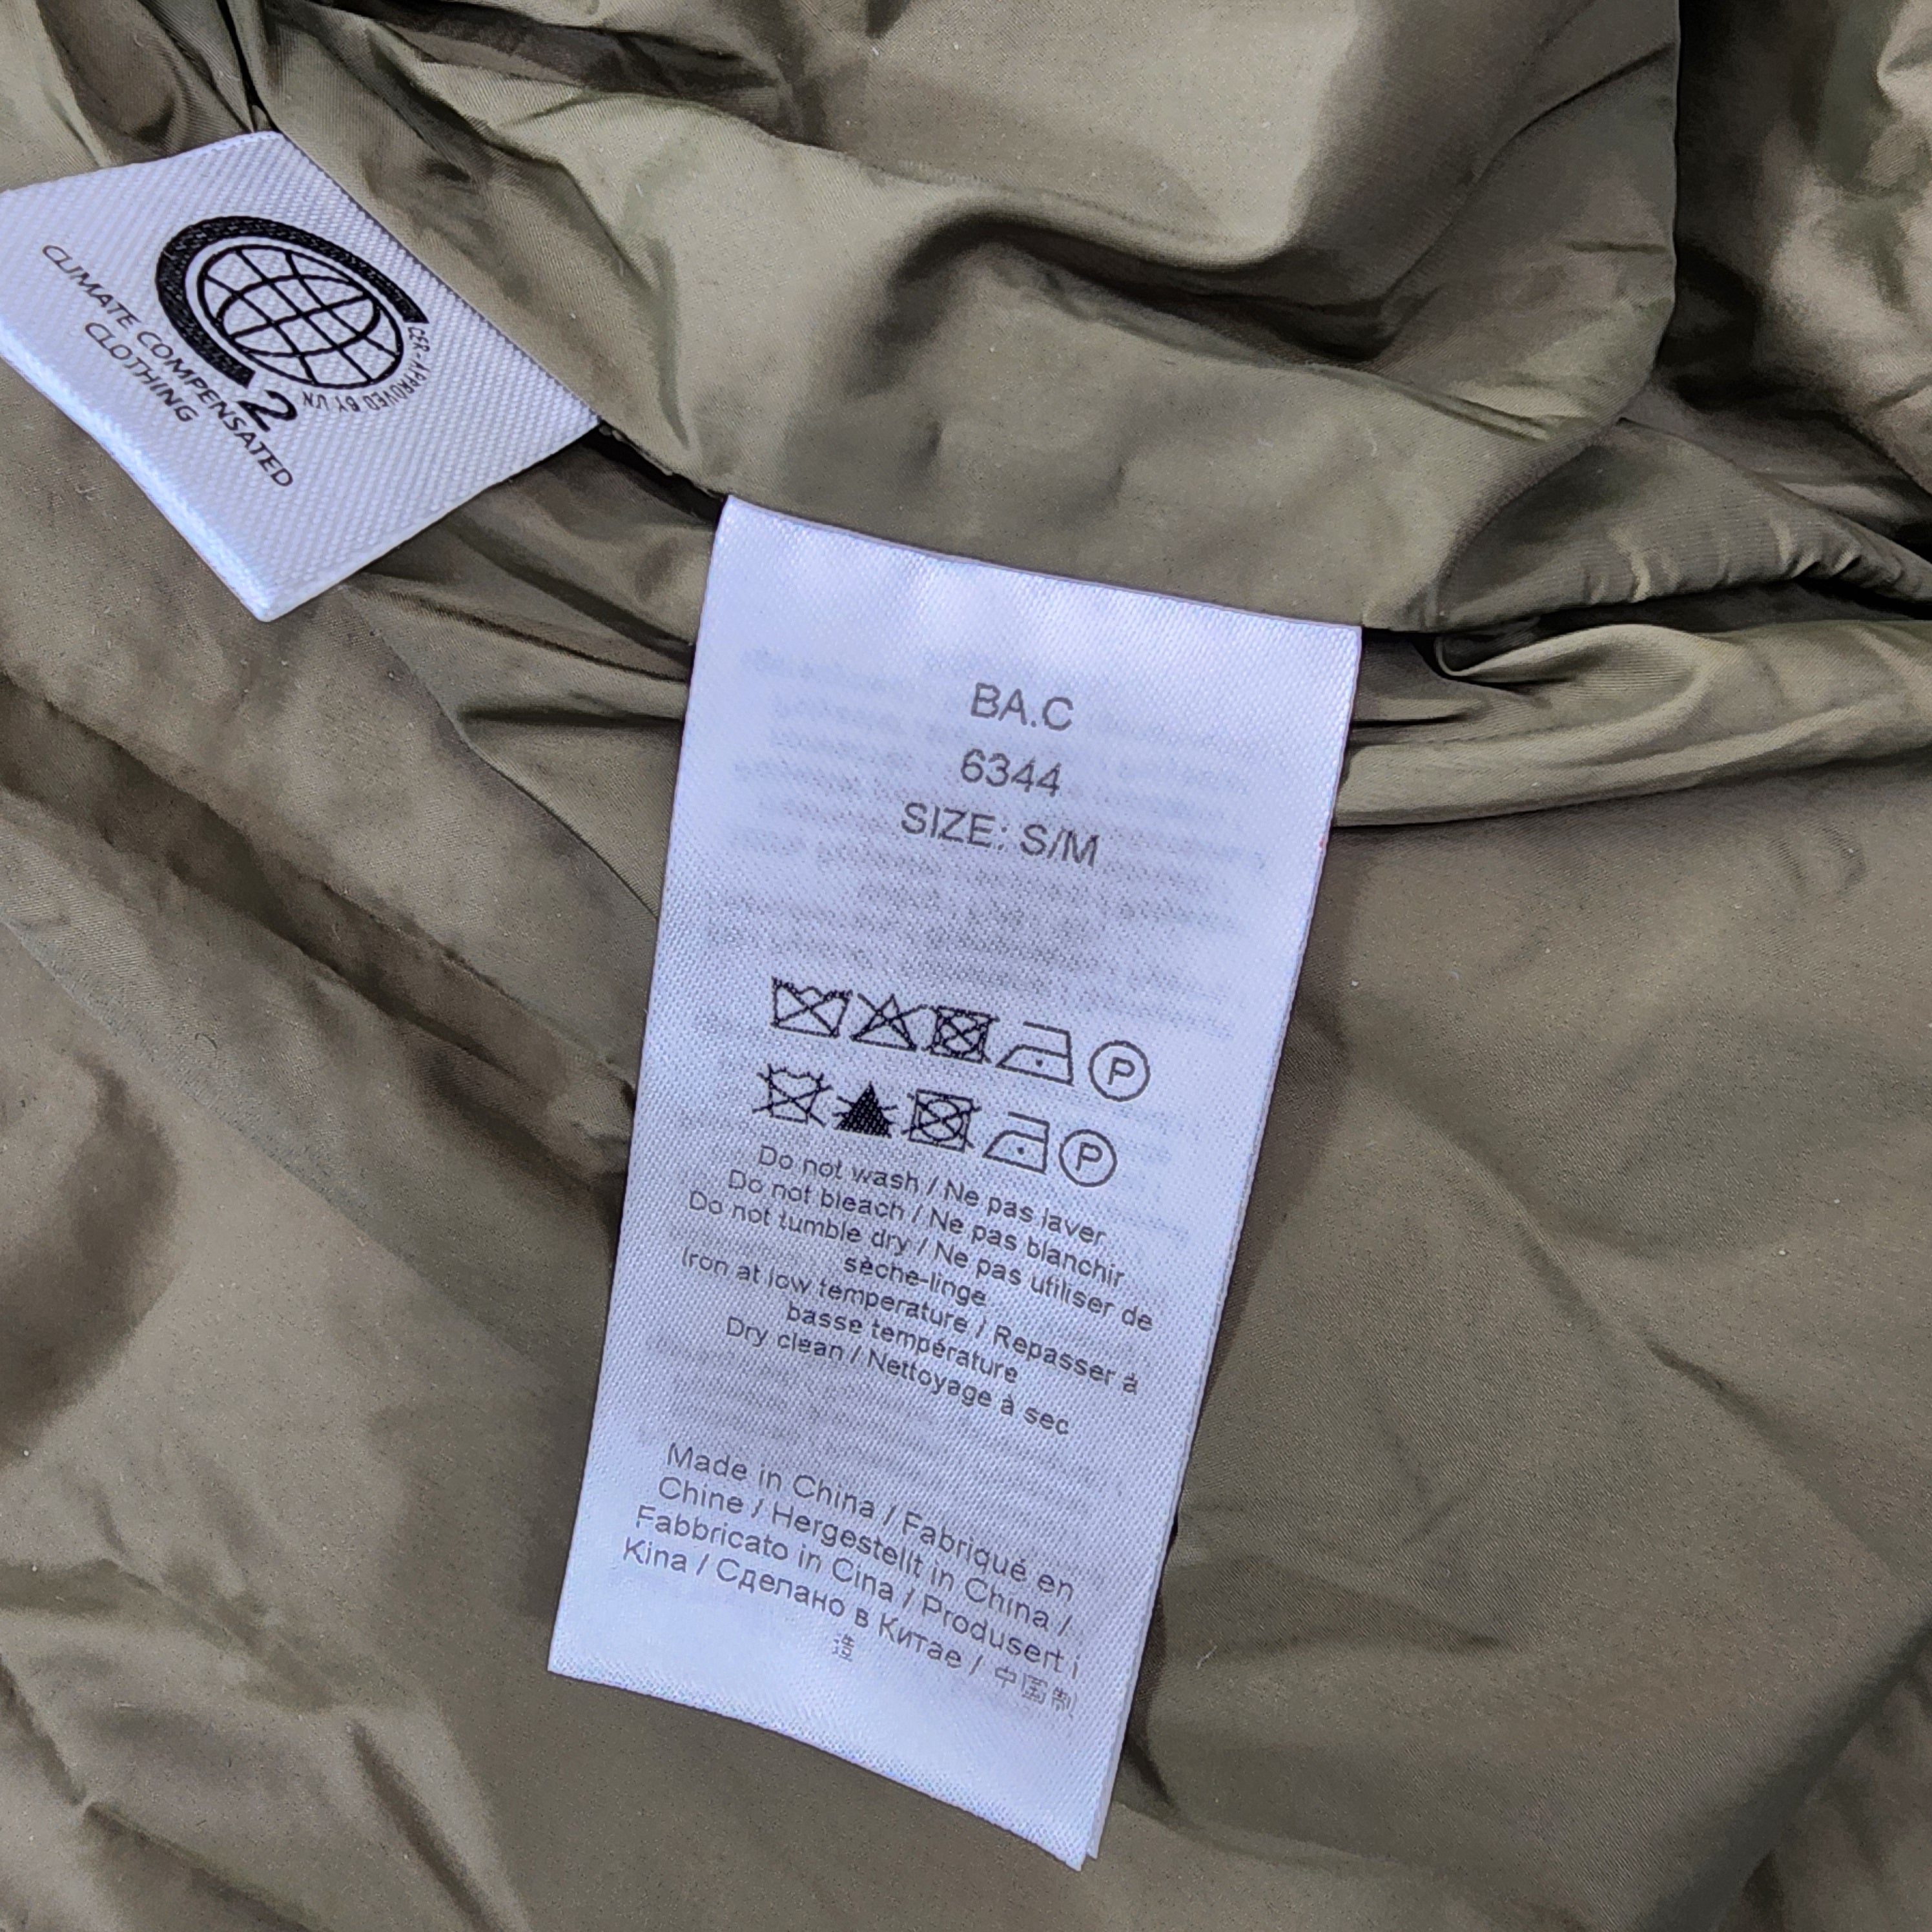 CER-APPROVED BY UN
2
CLIMATE COMPENSATED
CLOTHING
BA.C
6344
SIZE: S/M
P
P
Do not wash / Ne pas laver
Do not bleach / Ne pas blanchir
Do not tumble dry / Ne pas utiliser de
sèche-linge
Iron at low temperature / Repasser à
basse température
Dry clean / Nettoyage à sec
Made in China / Fabriqué en
Chine / Hergestellt in China /
Fabbricato in Cina / Produsert i
Kina / Сделано в Китае / 中国制
造